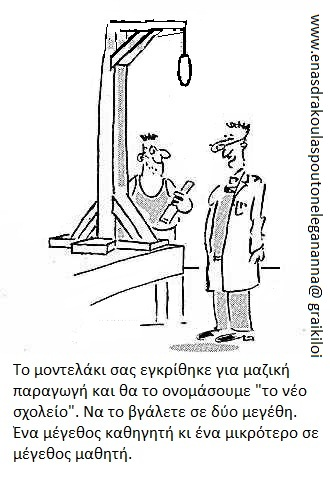 www.enasdrakoulaspoutonelegananna@ graikiloi
Το μοντελάκι σας εγκρίθηκε για μαζική
παραγωγή και θα το ονομάσουμε "το νέο
σχολείο". Να το βγάλετε σε δύο μεγέθη.
Ένα μέγεθος καθηγητή κι ένα μικρότερο σε
μέγεθος μαθητή.